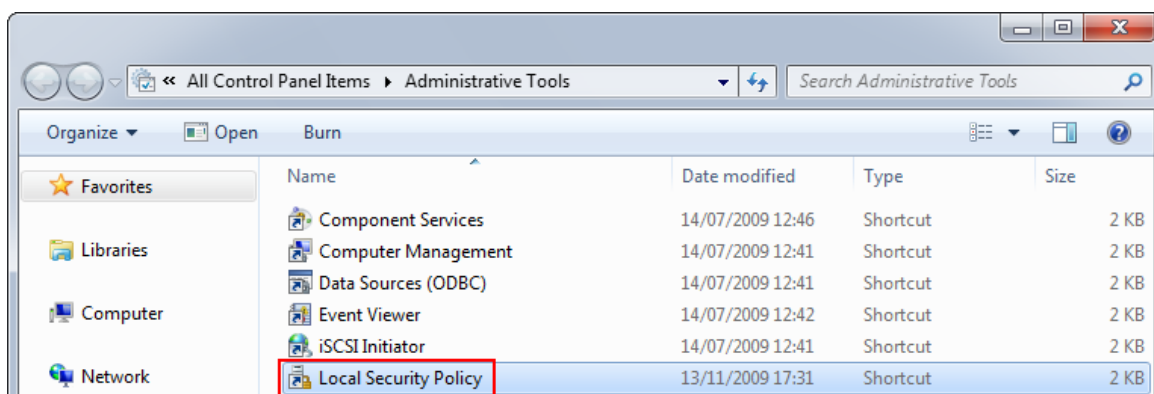 « All Control Panel Items ▸ Administrative Tools Search Administrative Tools
Organize Open Burn
Favorites
Libraries
Computer
Network
Name Date modified Type Size
Component Services 14/07/2009 12:46 Shortcut 2 KB
Computer Management 14/07/2009 12:41 Shortcut 2 KB
Data Sources (ODBC) 14/07/2009 12:41 Shortcut 2 KB
Event Viewer 14/07/2009 12:42 Shortcut 2 KB
iSCSI Initiator 14/07/2009 12:41 Shortcut 2 KB
Local Security Policy 13/11/2009 17:31 Shortcut 2 KB